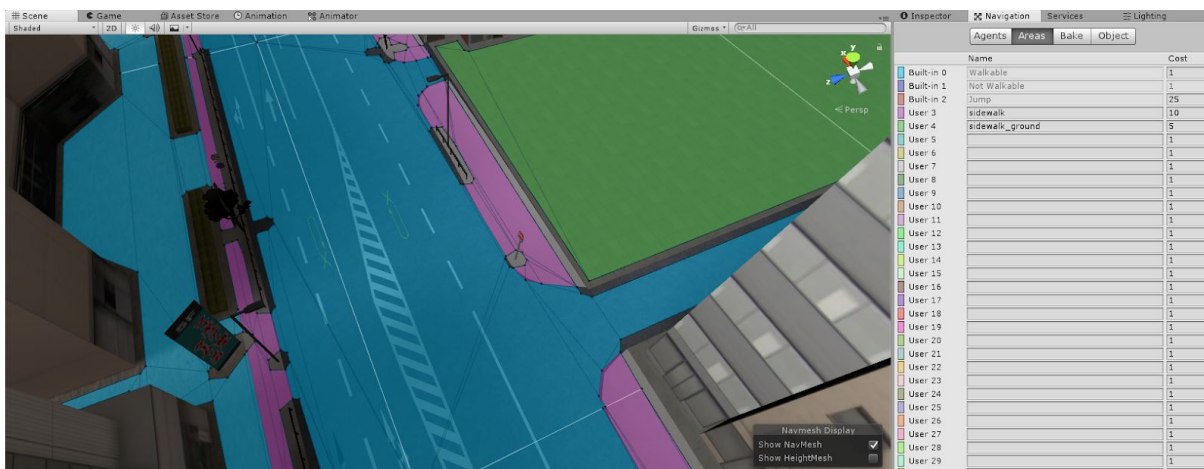 Scene Game Asset Store Animation Animator
Inspector Navigation Services Lighting
Shaded 2D Gizmos All
Agents Areas Bake Object
Name Cost
Built-in 0 Walkable 1
Built-in 1 Not Walkable 1
Built-in 2 Jump 25
User 3 sidewalk 10
User 4 sidewalk_ground 5
User 5 1
User 6 1
User 7 1
User 8 1
User 9 1
User 10 1
User 11 1
User 12 1
User 13 1
User 14 1
User 15 1
User 16 1
User 17 1
User 18 1
User 19 1
User 20 1
User 21 1
User 22 1
User 23 1
User 24 1
User 25 1
User 26 1
User 27 1
User 28 1
User 29 1
y
x
z
Persp
Navmesh Display
Show NavMesh
Show HeightMesh